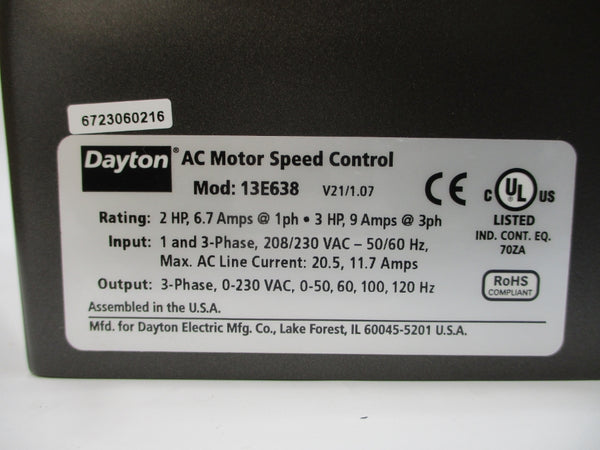 6723060216
Dayton® AC Motor Speed Control
Mod: 13E638 V21/1.07
CE
C UL US
LISTED
IND. CONT. EQ.
70ZA
Rating: 2 HP, 6.7 Amps @ 1ph • 3 HP, 9 Amps @ 3ph
Input: 1 and 3-Phase, 208/230 VAC – 50/60 Hz,
Max. AC Line Current: 20.5, 11.7 Amps
Output: 3-Phase, 0-230 VAC, 0-50, 60, 100, 120 Hz
RoHS
COMPLIANT
Assembled in the U.S.A.
Mfd. for Dayton Electric Mfg. Co., Lake Forest, IL 60045-5201 U.S.A.